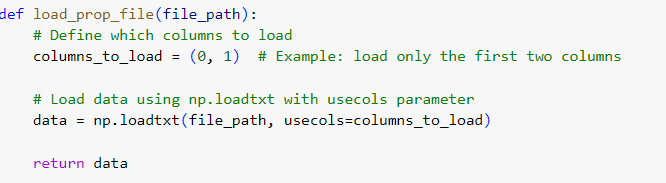 def load_prop_file(file_path):
    # Define which columns to load
    columns_to_load = (0, 1)  # Example: load only the first two columns
    # Load data using np.loadtxt with usecols parameter
    data = np.loadtxt(file_path, usecols=columns_to_load)
    return data